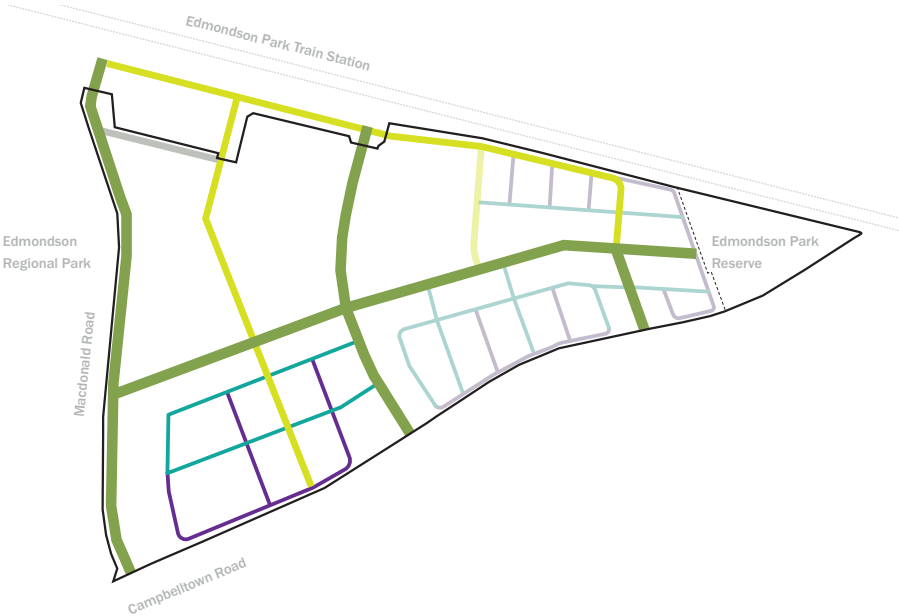 Edmondson Park Train Station
Edmondson
Regional Park
Edmondson Park
Reserve
Macdonald Road
Campbelltown Road